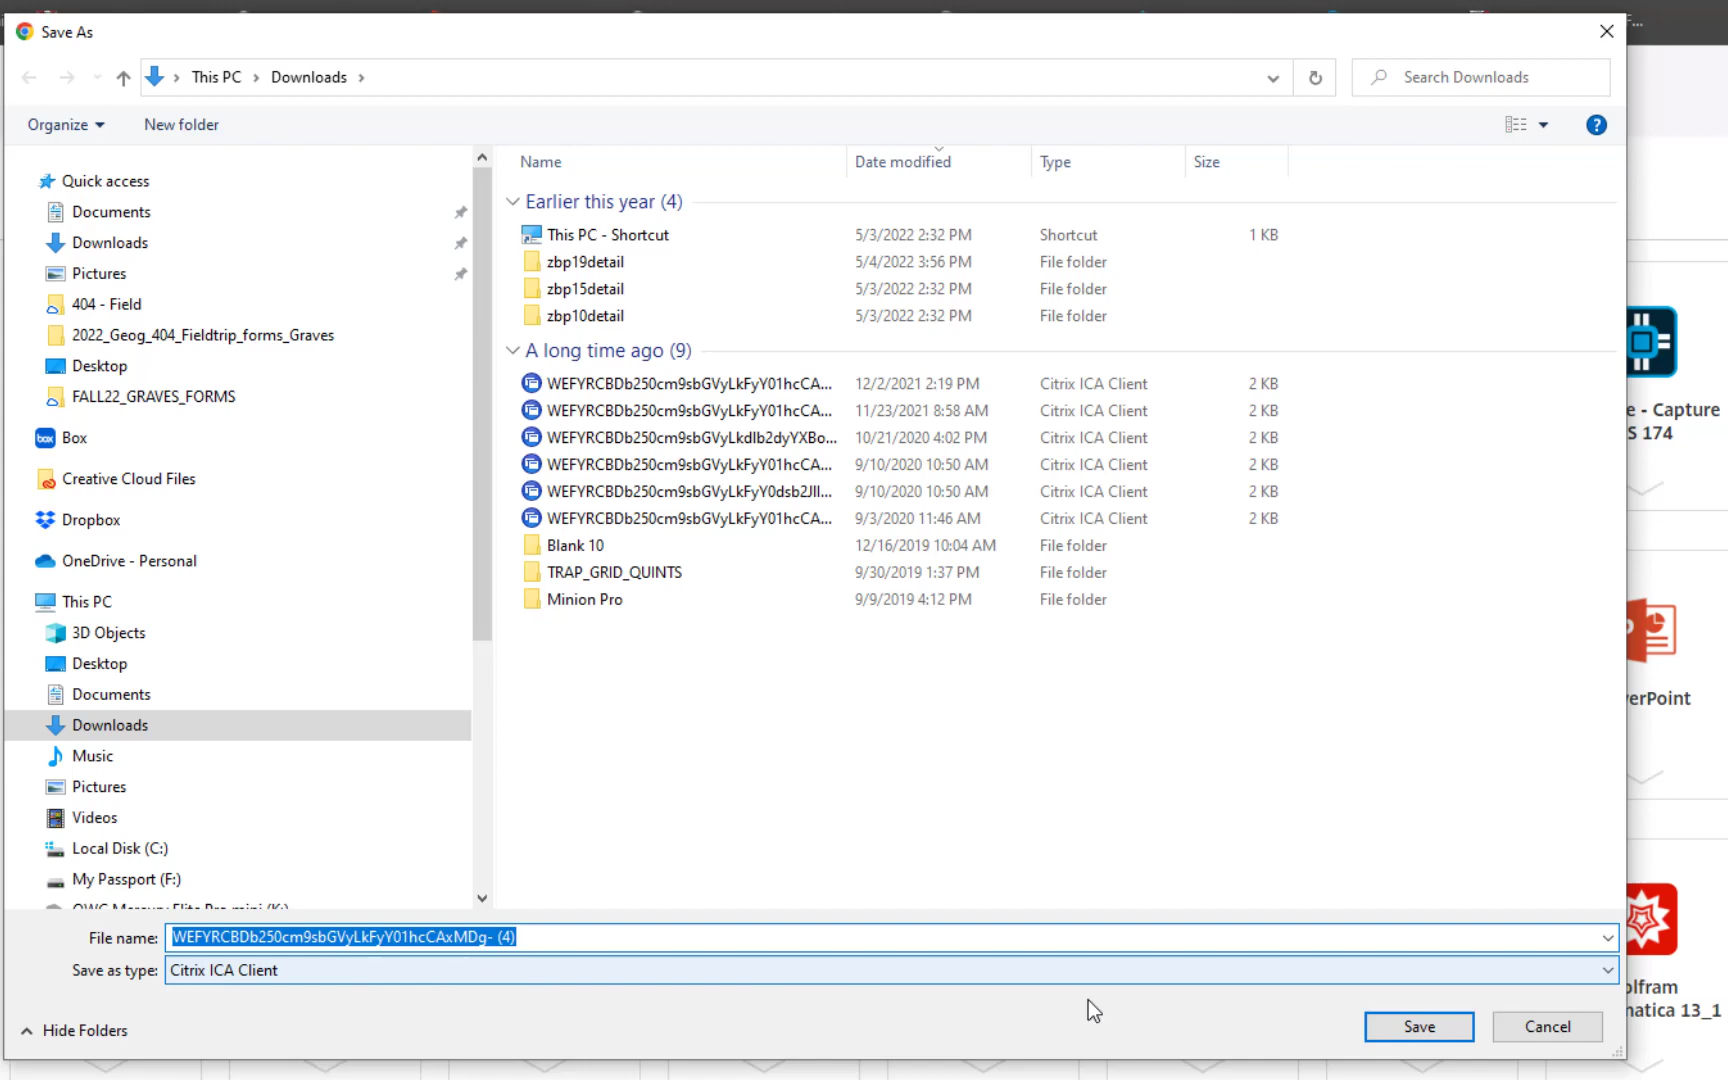 Save As
This PC > Downloads >
Search Downloads
Organize
New folder
?
Quick access
Documents
Downloads
Pictures
404 - Field
2022_Geog_404_Fieldtrip_forms_Graves
Desktop
FALL22_GRAVES_FORMS
box Box
Creative Cloud Files
Dropbox
OneDrive - Personal
This PC
3D Objects
Desktop
Documents
Downloads
Music
Pictures
Videos
Local Disk (C:)
My Passport (F:)
Name Date modified Type Size
Earlier this year (4)
This PC - Shortcut 5/3/2022 2:32 PM Shortcut 1 KB
zbp19detail 5/4/2022 3:56 PM File folder
zbp15detail 5/3/2022 2:32 PM File folder
zbp10detail 5/3/2022 2:32 PM File folder
A long time ago (9)
WEFYRCBDb250cm9sbGVyLkFyY01hcCA... 12/2/2021 2:19 PM Citrix ICA Client 2 KB
WEFYRCBDb250cm9sbGVyLkFyY01hcCA... 11/23/2021 8:58 AM Citrix ICA Client 2 KB
WEFYRCBDb250cm9sbGVyLkdlb2dyYXBo... 10/21/2020 4:02 PM Citrix ICA Client 2 KB
WEFYRCBDb250cm9sbGVyLkFyY01hcCA... 9/10/2020 10:50 AM Citrix ICA Client 2 KB
WEFYRCBDb250cm9sbGVyLkFyY0dsb2JlI... 9/10/2020 10:50 AM Citrix ICA Client 2 KB
WEFYRCBDb250cm9sbGVyLkFyY01hcCA... 9/3/2020 11:46 AM Citrix ICA Client 2 KB
Blank 10 12/16/2019 10:04 AM File folder
TRAP_GRID_QUINTS 9/30/2019 1:37 PM File folder
Minion Pro 9/9/2019 4:12 PM File folder
File name: WEFYRCBDb250cm9sbGVyLkFyY01hcCAxMDg- (4)
Save as type: Citrix ICA Client
Hide Folders
Save
Cancel
e - Capture
S 174
erPoint
olfram
natica 13_1